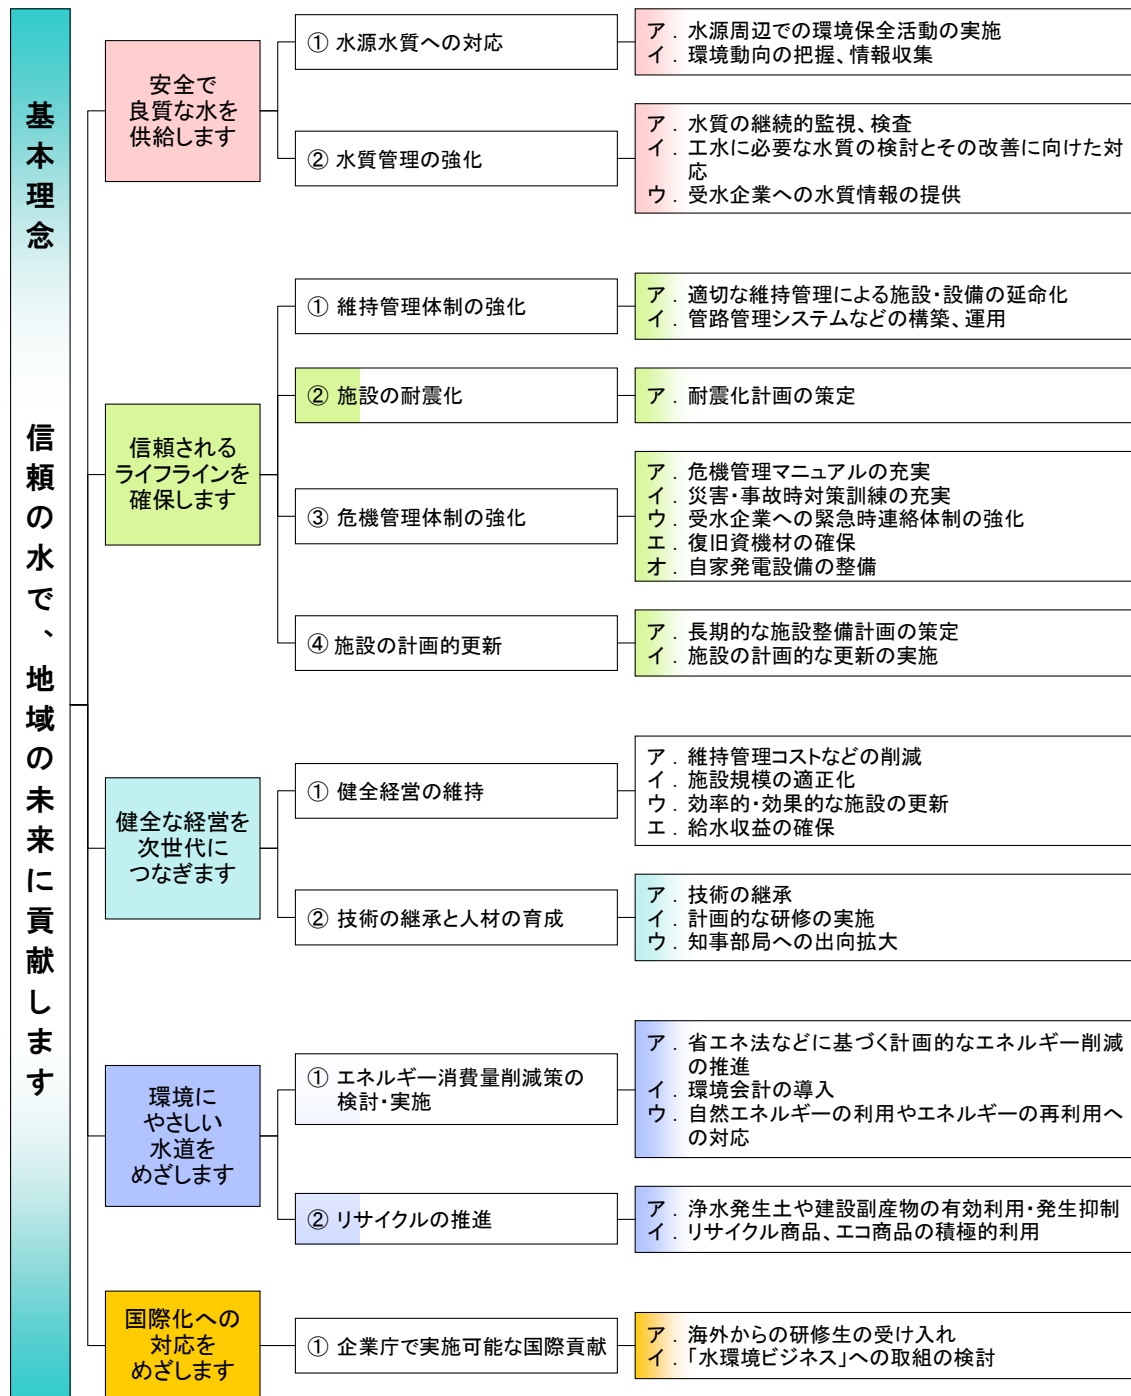 基本理念　信頼の水で、地域の未来に貢献します
安全で
良質な水を
供給します
① 水源水質への対応
ア．水源周辺での環境保全活動の実施
イ．環境動向の把握、情報収集
② 水質管理の強化
ア．水質の継続的監視、検査
イ．工水に必要な水質の検討とその改善に向けた対
応
ウ．受水企業への水質情報の提供
信頼される
ライフラインを
確保します
① 維持管理体制の強化
ア．適切な維持管理による施設・設備の延命化
イ．管路管理システムなどの構築、運用
② 施設の耐震化
ア．耐震化計画の策定
③ 危機管理体制の強化
ア．危機管理マニュアルの充実
イ．災害・事故時対策訓練の充実
ウ．受水企業への緊急時連絡体制の強化
エ．復旧資機材の確保
オ．自家発電設備の整備
④ 施設の計画的更新
ア．長期的な施設整備計画の策定
イ．施設の計画的な更新の実施
健全な経営を
次世代に
つなぎます
① 健全経営の維持
ア．維持管理コストなどの削減
イ．施設規模の適正化
ウ．効率的・効果的な施設の更新
エ．給水収益の確保
② 技術の継承と人材の育成
ア．技術の継承
イ．計画的な研修の実施
ウ．知事部局への出向拡大
環境に
やさしい
水道を
めざします
① エネルギー消費量削減策の
検討・実施
ア．省エネ法などに基づく計画的なエネルギー削減
の推進
イ．環境会計の導入
ウ．自然エネルギーの利用やエネルギーの再利用へ
の対応
② リサイクルの推進
ア．浄水発生土や建設副産物の有効利用・発生抑制
イ．リサイクル商品、エコ商品の積極的利用
国際化への
対応を
めざします
① 企業庁で実施可能な国際貢献
ア．海外からの研修生の受け入れ
イ．「水環境ビジネス」への取組の検討